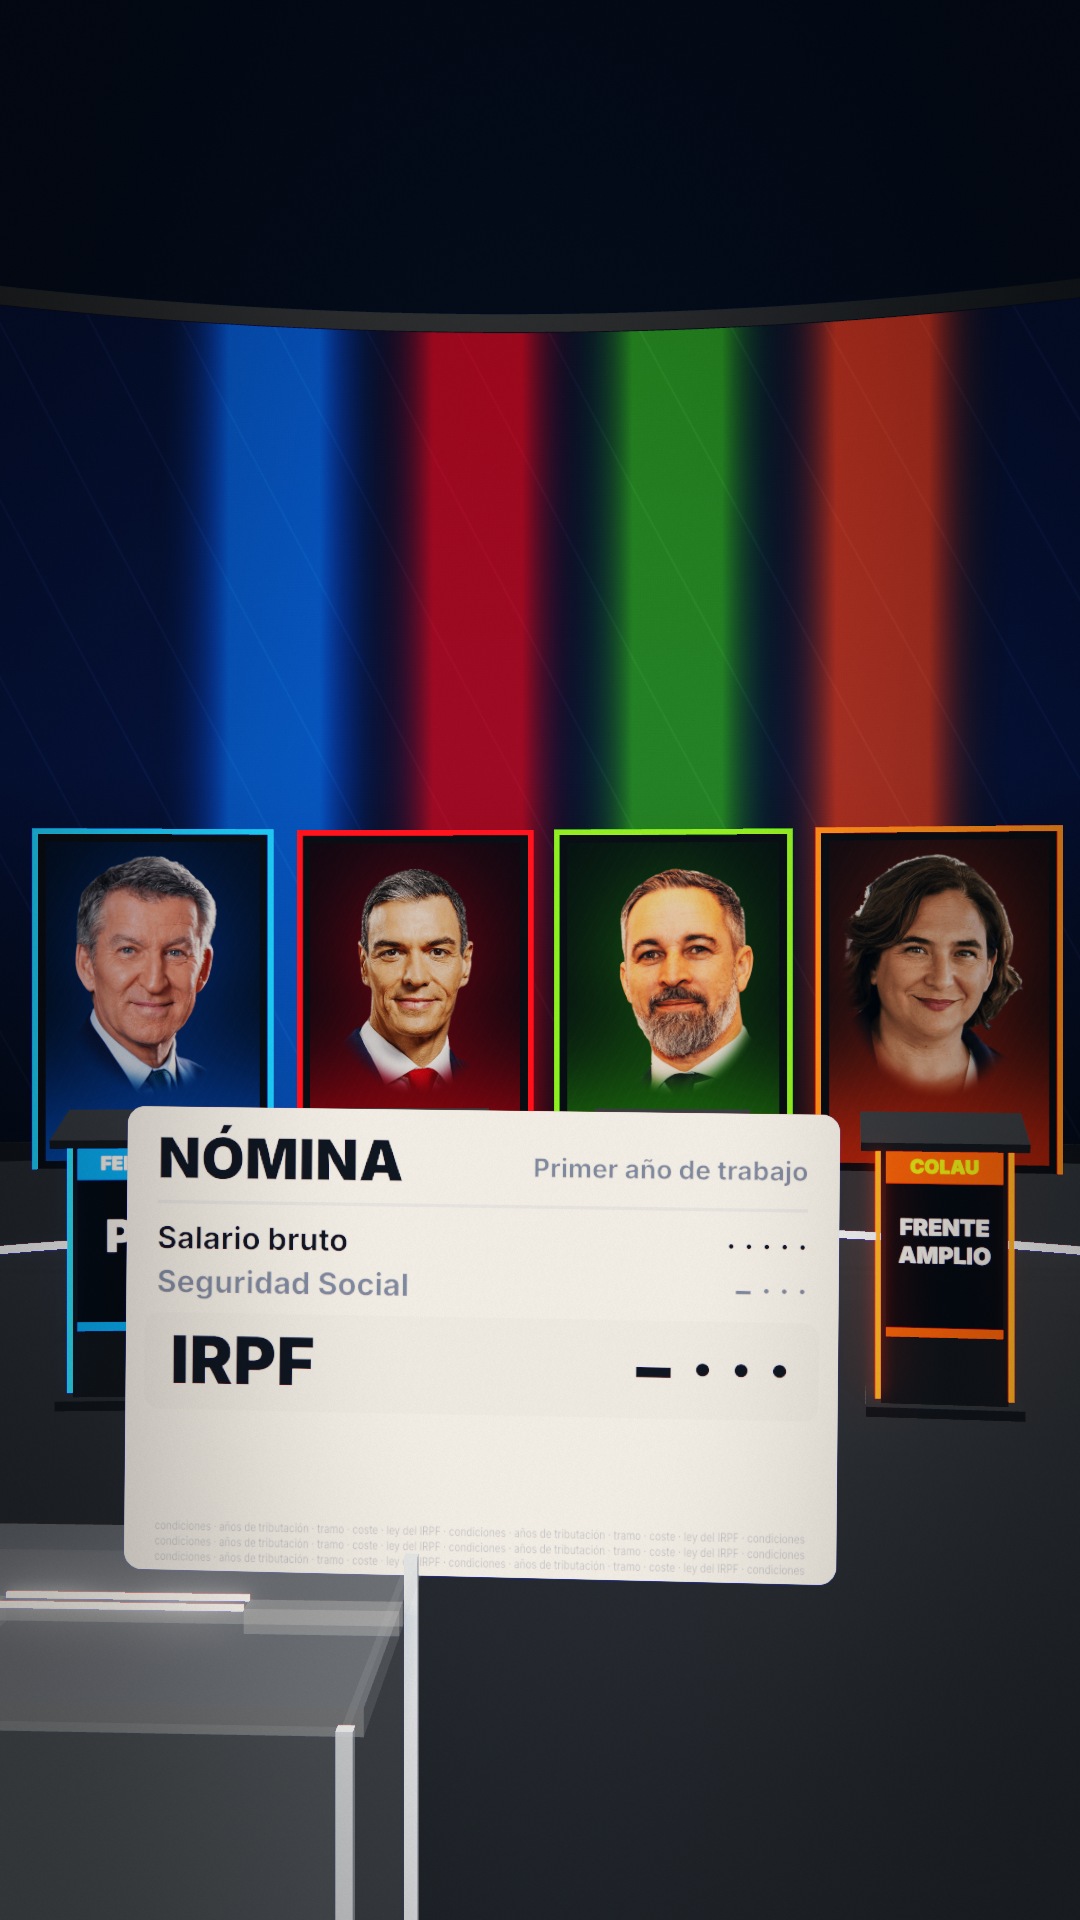 NÓMINA
Primer año de trabajo
Salario bruto
Seguridad Social
IRPF
condiciones · años de tributación · tramo · coste · ley del IRPF · condiciones · años de tributación · tramo · coste · ley del IRPF · condiciones
condiciones · años de tributación · tramo · coste · ley del IRPF · condiciones · años de tributación · tramo · coste · ley del IRPF · condiciones
condiciones · años de tributación · tramo · coste · ley IRPF · condiciones · años de tributación · tramo · coste · ley del IRPF · condiciones
COLAU
FRENTE
AMPLIO